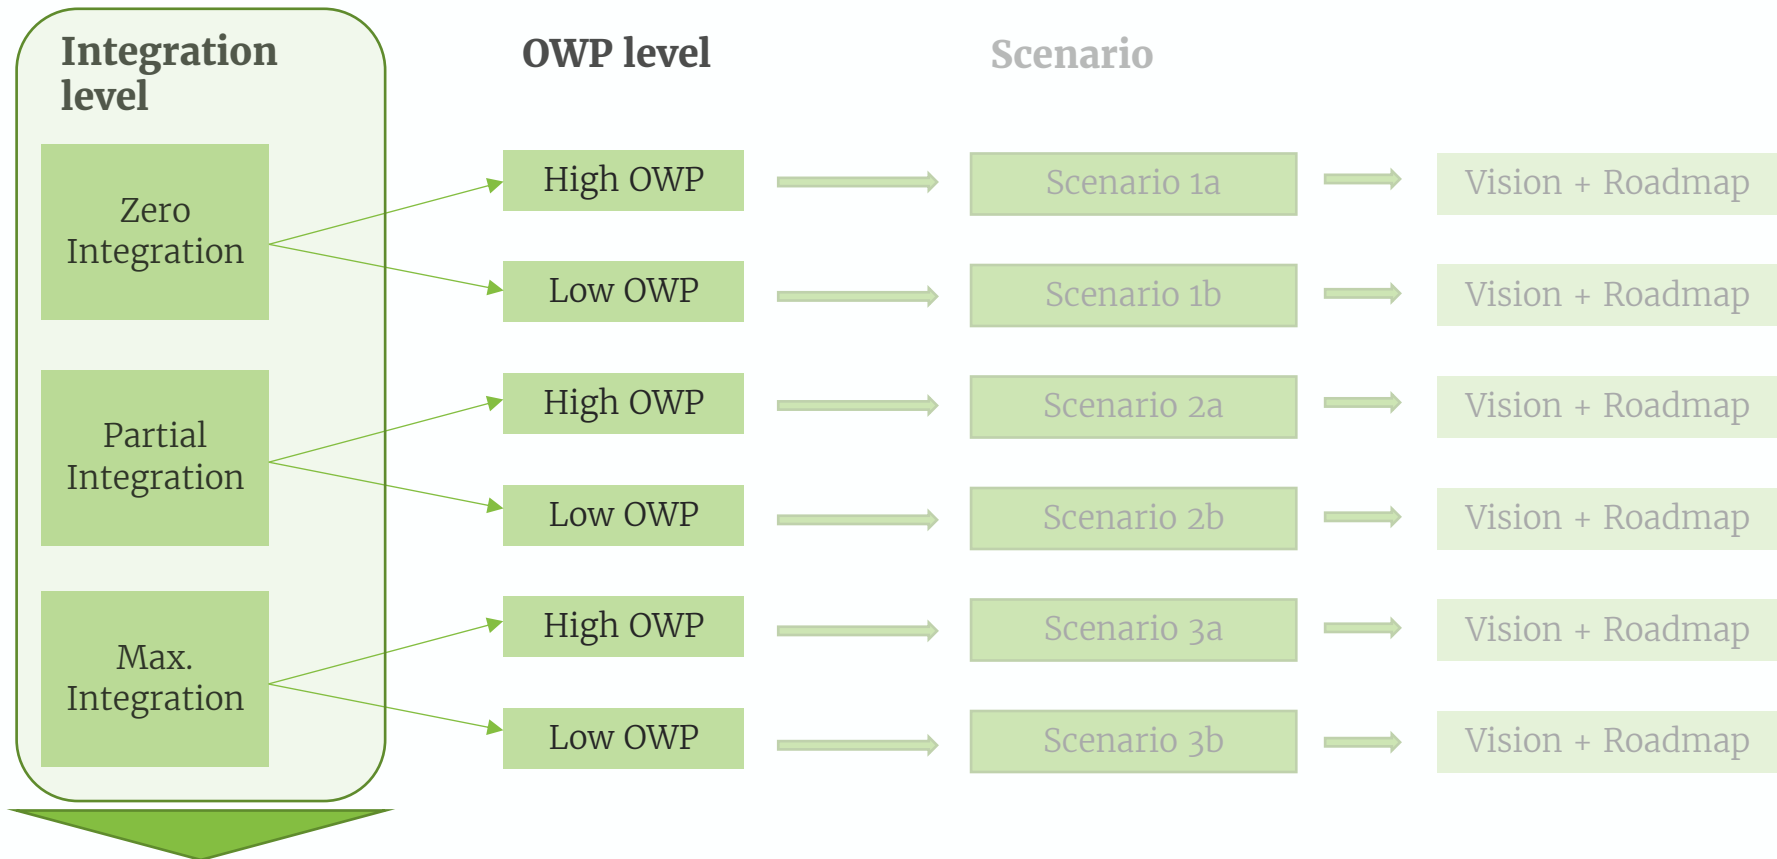 Integration
level
OWP level
Scenario
Zero
Integration
High OWP
Scenario 1a
Vision + Roadmap
Low OWP
Scenario 1b
Vision + Roadmap
Partial
Integration
High OWP
Scenario 2a
Vision + Roadmap
Low OWP
Scenario 2b
Vision + Roadmap
Max.
Integration
High OWP
Scenario 3a
Vision + Roadmap
Low OWP
Scenario 3b
Vision + Roadmap